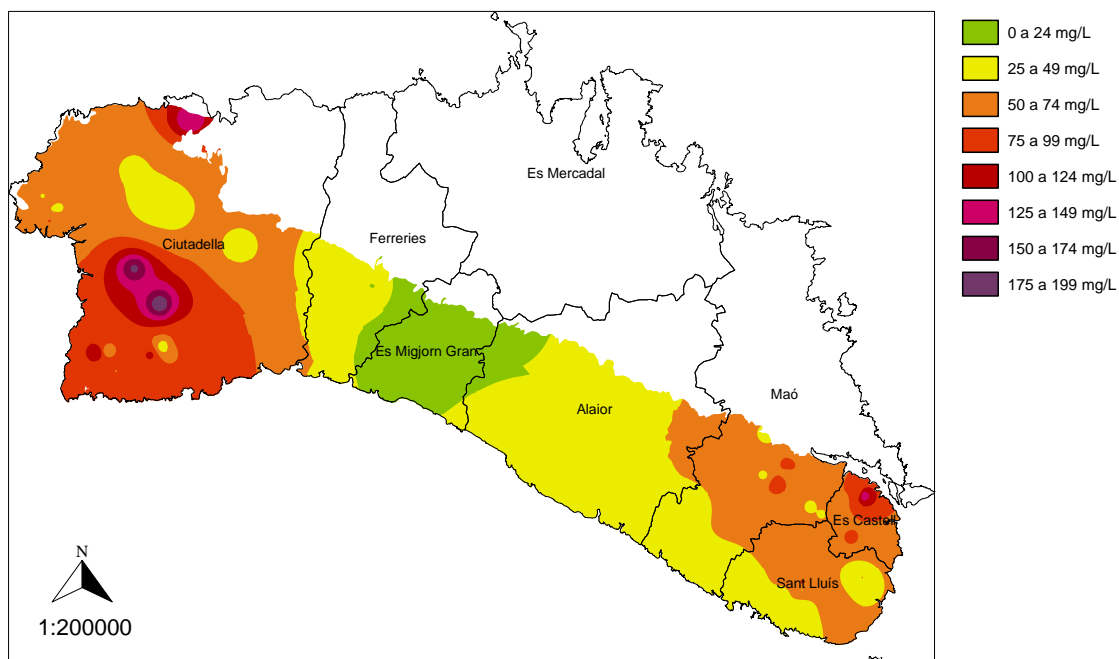 0 a 24 mg/L
25 a 49 mg/L
50 a 74 mg/L
75 a 99 mg/L
100 a 124 mg/L
125 a 149 mg/L
150 a 174 mg/L
175 a 199 mg/L
Es Mercadal
Ferreries
Ciutadella
Es Migjorn Gran
Alaior
Maó
Es Castell
Sant Lluís
N
1:200000